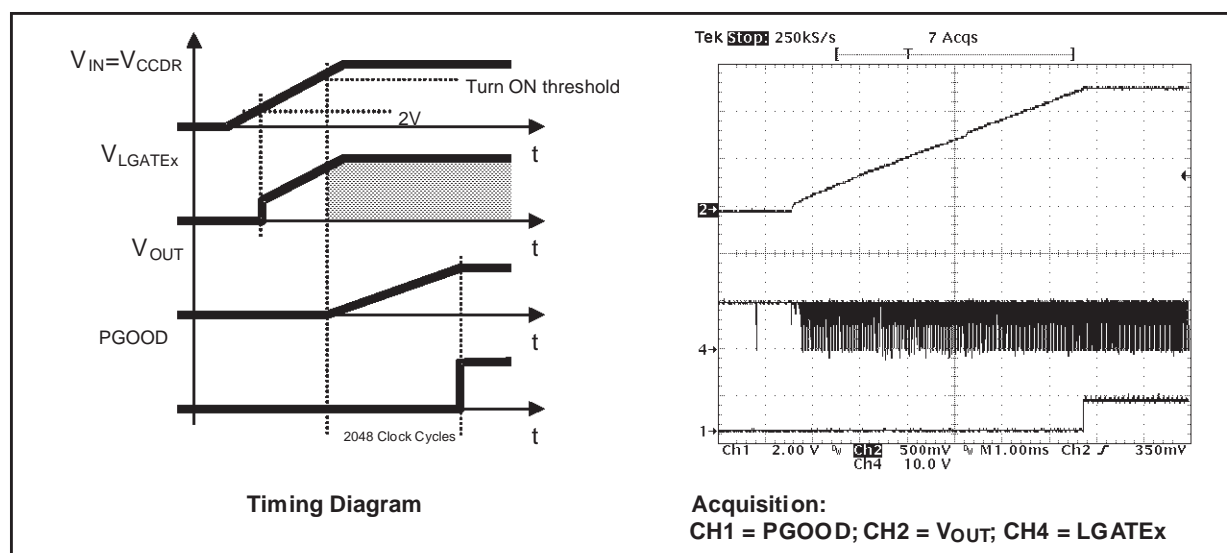 V_IN=V_CCDR
Turn ON threshold
2V
t
V_LGATEx
t
V_OUT
t
PGOOD
2048 Clock Cycles
t
Timing Diagram
Tek Stop: 250kS/s 7 Acqs
T
2→
4→
1→
Ch1 2.00 V Ch2 500mV M 1.00ms Ch2 350mV
Ch4 10.0 V
Acquisition:
CH1 = PGOOD; CH2 = V_OUT; CH4 = LGATEx